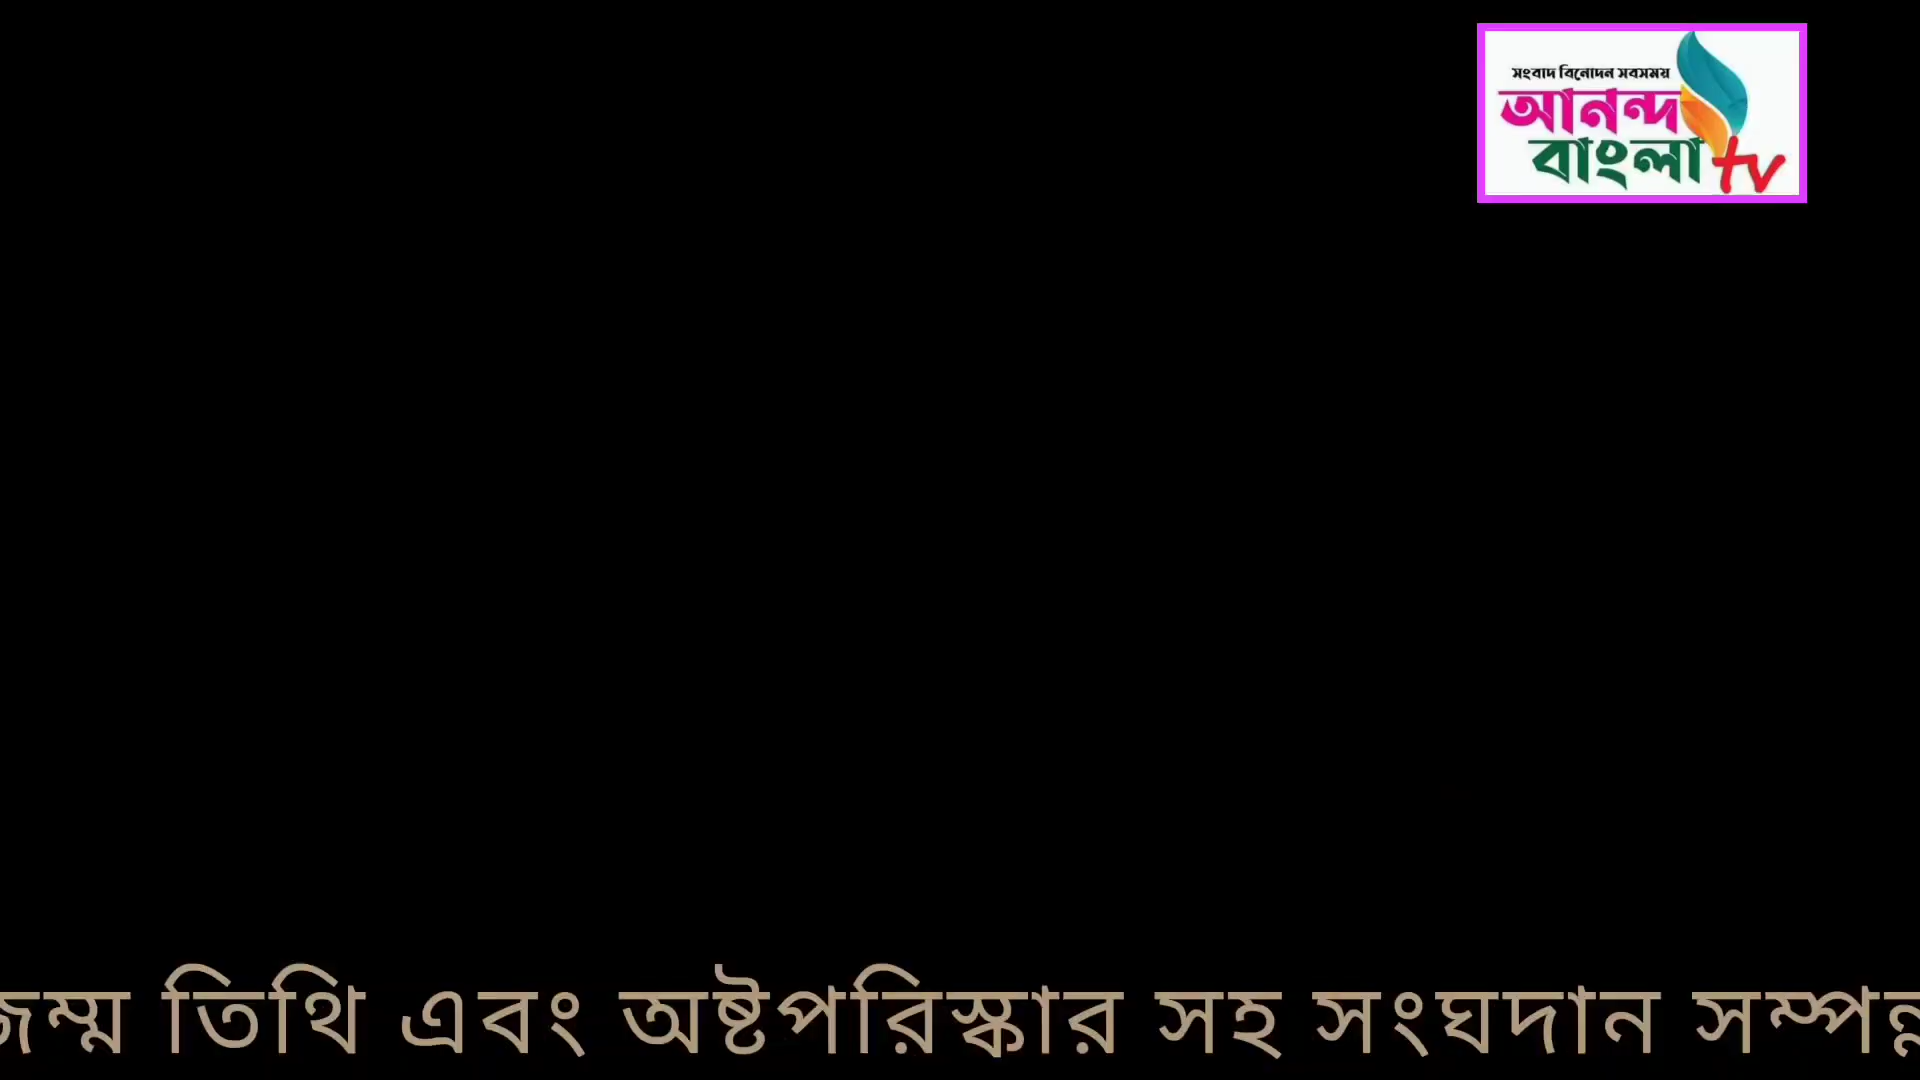 সংবাদ বিনোদন সবসময়
আনন্দ
বাংলা tv
জম্ম তিথি এবং অষ্টপরিস্কার সহ সংঘদান সম্পন্ন